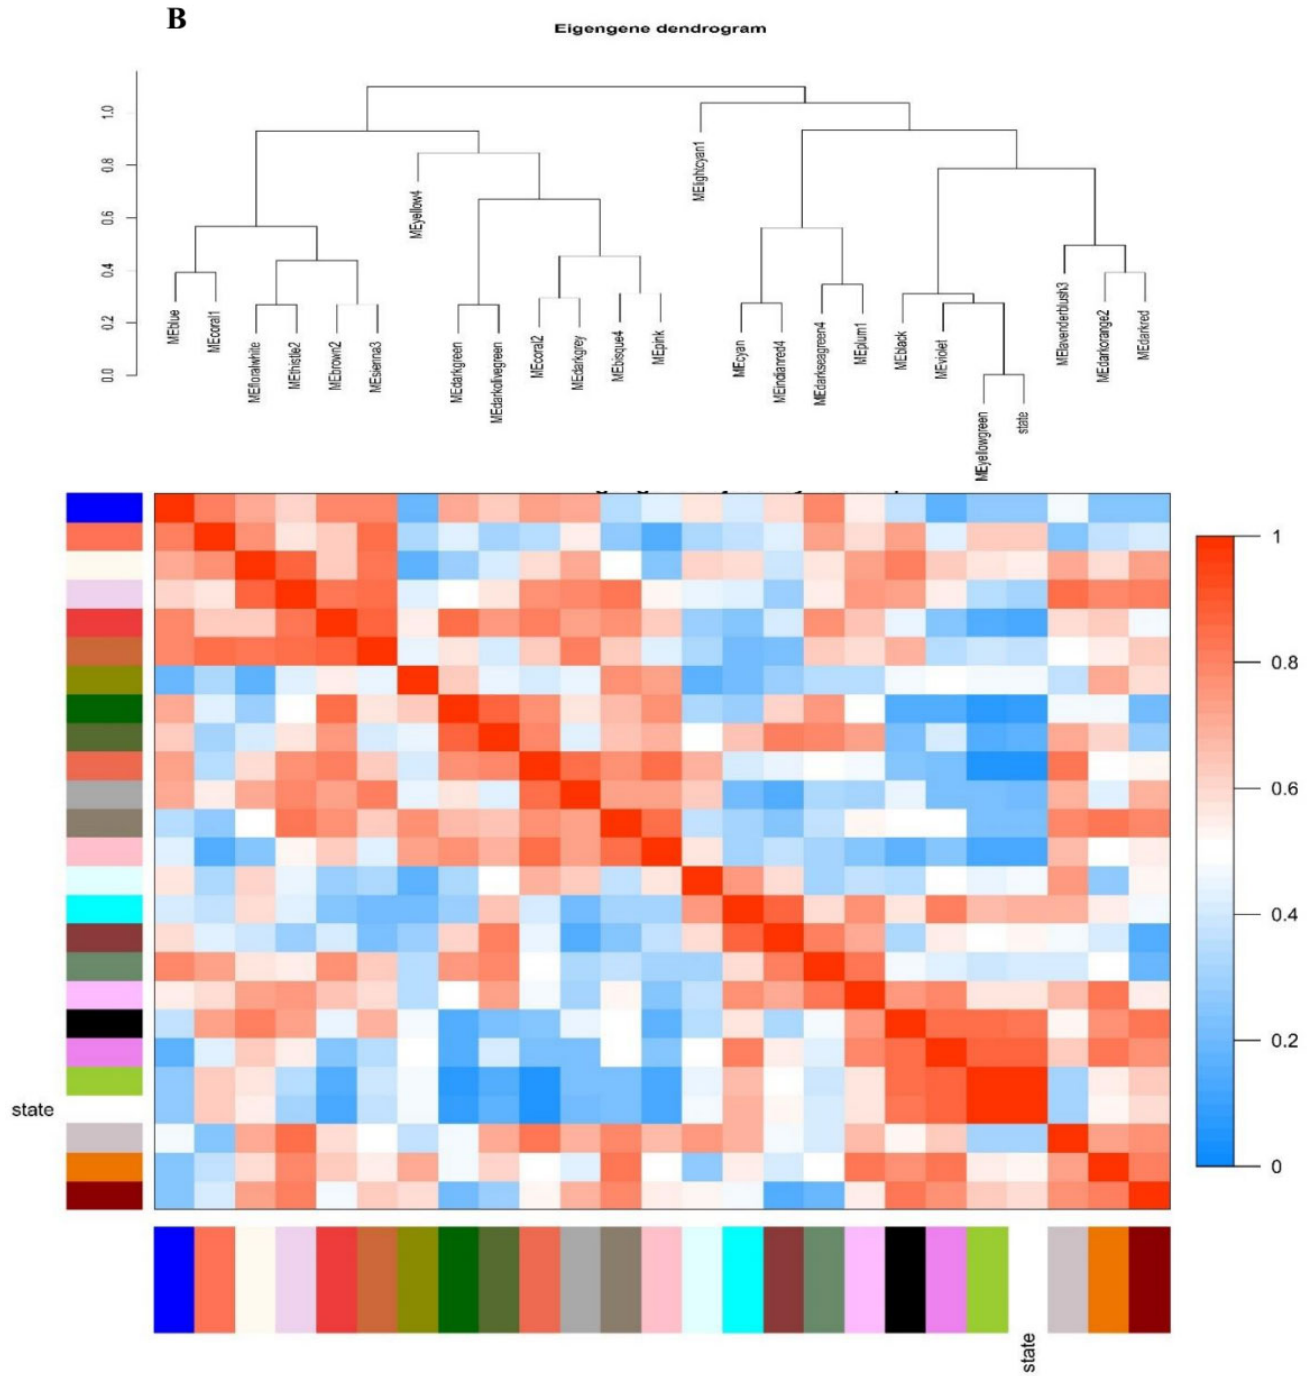 B
Eigengene dendrogram
1.0
0.8
0.6
0.4
0.2
0.0
MEblue
MEcoral1
MEfloralwhite
MEthistle2
MEbrown2
MEsienna3
MEyellow4
MEdarkgreen
MEdarkolivegreen
MEcoral2
MEdarkgrey
MEbisque4
MEpink
MElightcyan1
MEcyan
MEindianred4
MEdarkseagreen4
MEplum1
MEblack
MEviolet
MEyellowgreen
state
MElavenderblush3
MEdarkorange2
MEdarkred
1
0.8
0.6
0.4
0.2
0
state
state